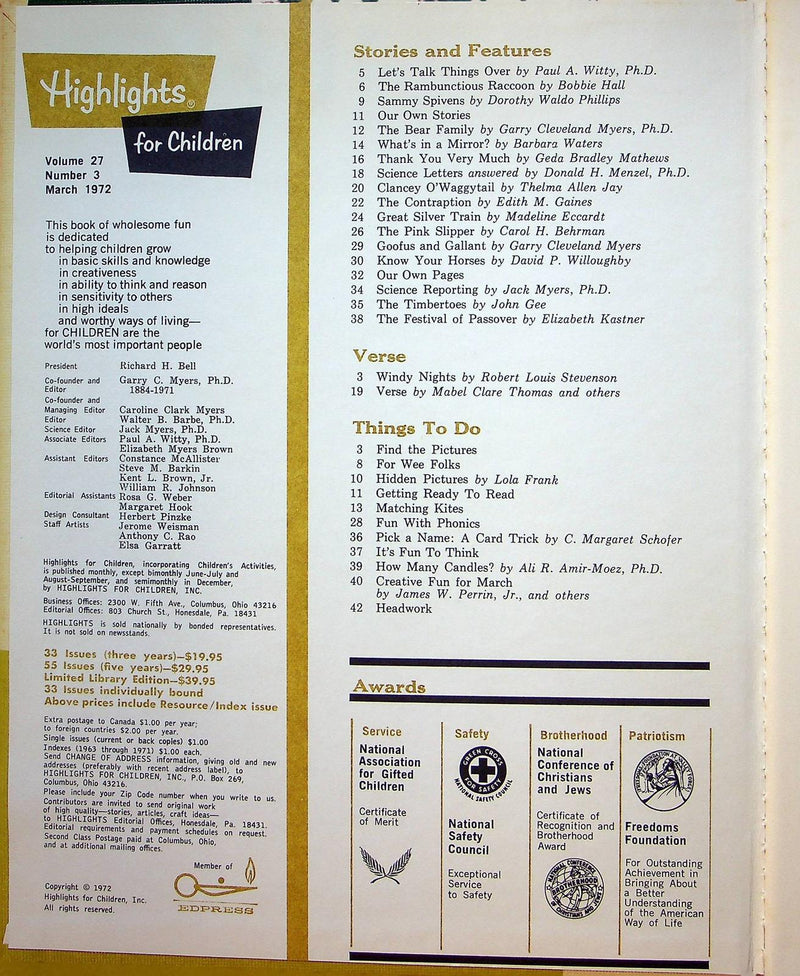 Highlights®
for Children
Volume 27
Number 3
March 1972
This book of wholesome fun
is dedicated
to helping children grow
in basic skills and knowledge
in creativeness
in ability to think and reason
in sensitivity to others
in high ideals
and worthy ways of living—
for CHILDREN are the
world's most important people
President Richard H. Bell
Co-founder and Garry C. Myers, Ph.D.
Editor 1884-1971
Co-founder and
Managing Editor Caroline Clark Myers
Editor Walter B. Barbe, Ph.D.
Science Editor Jack Myers, Ph.D.
Associate Editors Paul A. Witty, Ph.D.
Elizabeth Myers Brown
Assistant Editors Constance McAllister
Steve M. Barkin
Kent L. Brown, Jr.
William R. Johnson
Editorial Assistants Rosa G. Weber
Margaret Hook
Design Consultant Herbert Pinzke
Staff Artists Jerome Weisman
Anthony C. Rao
Elsa Garratt
Highlights for Children, incorporating Children's Activities,
is published monthly, except bimonthly June-July and
August-September, and semimonthly in December,
by HIGHLIGHTS FOR CHILDREN, INC.
Business Offices: 2300 W. Fifth Ave., Columbus, Ohio 43216
Editorial Offices: 803 Church St., Honesdale, Pa. 18431
HIGHLIGHTS is sold nationally by bonded representatives.
It is not sold on newsstands.
33 Issues (three years)—$19.95
55 Issues (five years)—$29.95
Limited Library Edition—$39.95
33 Issues individually bound
Above prices include Resource/Index issue
Extra postage to Canada $1.00 per year;
to foreign countries $2.00 per year.
Single issues (current or back copies) $1.00
Indexes (1963 through 1971) $1.00 each.
Send CHANGE OF ADDRESS information, giving old and new
addresses (preferably with recent address label), to
HIGHLIGHTS FOR CHILDREN, INC., P.O. Box 269,
Columbus, Ohio 43216.
Please include your Zip Code number when you write to us.
Contributors are invited to send original work
of high quality—stories, articles, craft ideas—
to HIGHLIGHTS Editorial Offices, Honesdale, Pa. 18431.
Editorial requirements and payment schedules on request.
Second Class Postage paid at Columbus, Ohio,
and at additional mailing offices.
Member of
EDPRESS
Copyright © 1972
Highlights for Children, Inc.
All rights reserved.
Stories and Features
5 Let's Talk Things Over by Paul A. Witty, Ph.D.
6 The Rambunctious Raccoon by Bobbie Hall
9 Sammy Spivens by Dorothy Waldo Phillips
11 Our Own Stories
12 The Bear Family by Garry Cleveland Myers, Ph.D.
14 What's in a Mirror? by Barbara Waters
16 Thank You Very Much by Geda Bradley Mathews
18 Science Letters answered by Donald H. Menzel, Ph.D.
20 Clancey O'Waggytail by Thelma Allen Jay
22 The Contraption by Edith M. Gaines
24 Great Silver Train by Madeline Eccardt
26 The Pink Slipper by Carol H. Behrman
29 Goofus and Gallant by Garry Cleveland Myers
30 Know Your Horses by David P. Willoughby
32 Our Own Pages
34 Science Reporting by Jack Myers, Ph.D.
35 The Timbertoes by John Gee
38 The Festival of Passover by Elizabeth Kastner
Verse
3 Windy Nights by Robert Louis Stevenson
19 Verse by Mabel Clare Thomas and others
Things To Do
3 Find the Pictures
8 For Wee Folks
10 Hidden Pictures by Lola Frank
11 Getting Ready To Read
13 Matching Kites
28 Fun With Phonics
36 Pick a Name: A Card Trick by C. Margaret Schofer
37 It's Fun To Think
39 How Many Candles? by Ali R. Amir-Moez, Ph.D.
40 Creative Fun for March
by James W. Perrin, Jr., and others
42 Headwork
Awards
Service
National
Association
for Gifted
Children
Certificate
of Merit
Safety
GREEN CROSS
FOR SAFETY
NATIONAL SAFETY COUNCIL
National
Safety
Council
Exceptional
Service
to Safety
Brotherhood
National
Conference of
Christians
and Jews
Certificate of
Recognition and
Brotherhood
Award
NATIONAL CONFERENCE
BROTHERHOOD
OF CHRISTIANS AND JEWS
Patriotism
Freedoms
Foundation
For Outstanding
Achievement in
Bringing About
a Better
Understanding
of the American
Way of Life